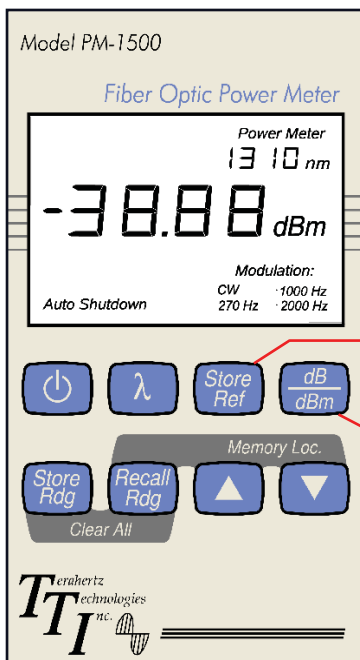 Model PM-1500
Fiber Optic Power Meter
Power Meter
1310 nm
-38.88 dBm
Modulation:
CW ·1000 Hz
Auto Shutdown 270 Hz ·2000 Hz
λ Store Ref dB dBm
Memory Loc.
Store Rdg Recall Rdg
Clear All
Terahertz
Technologies
Inc.